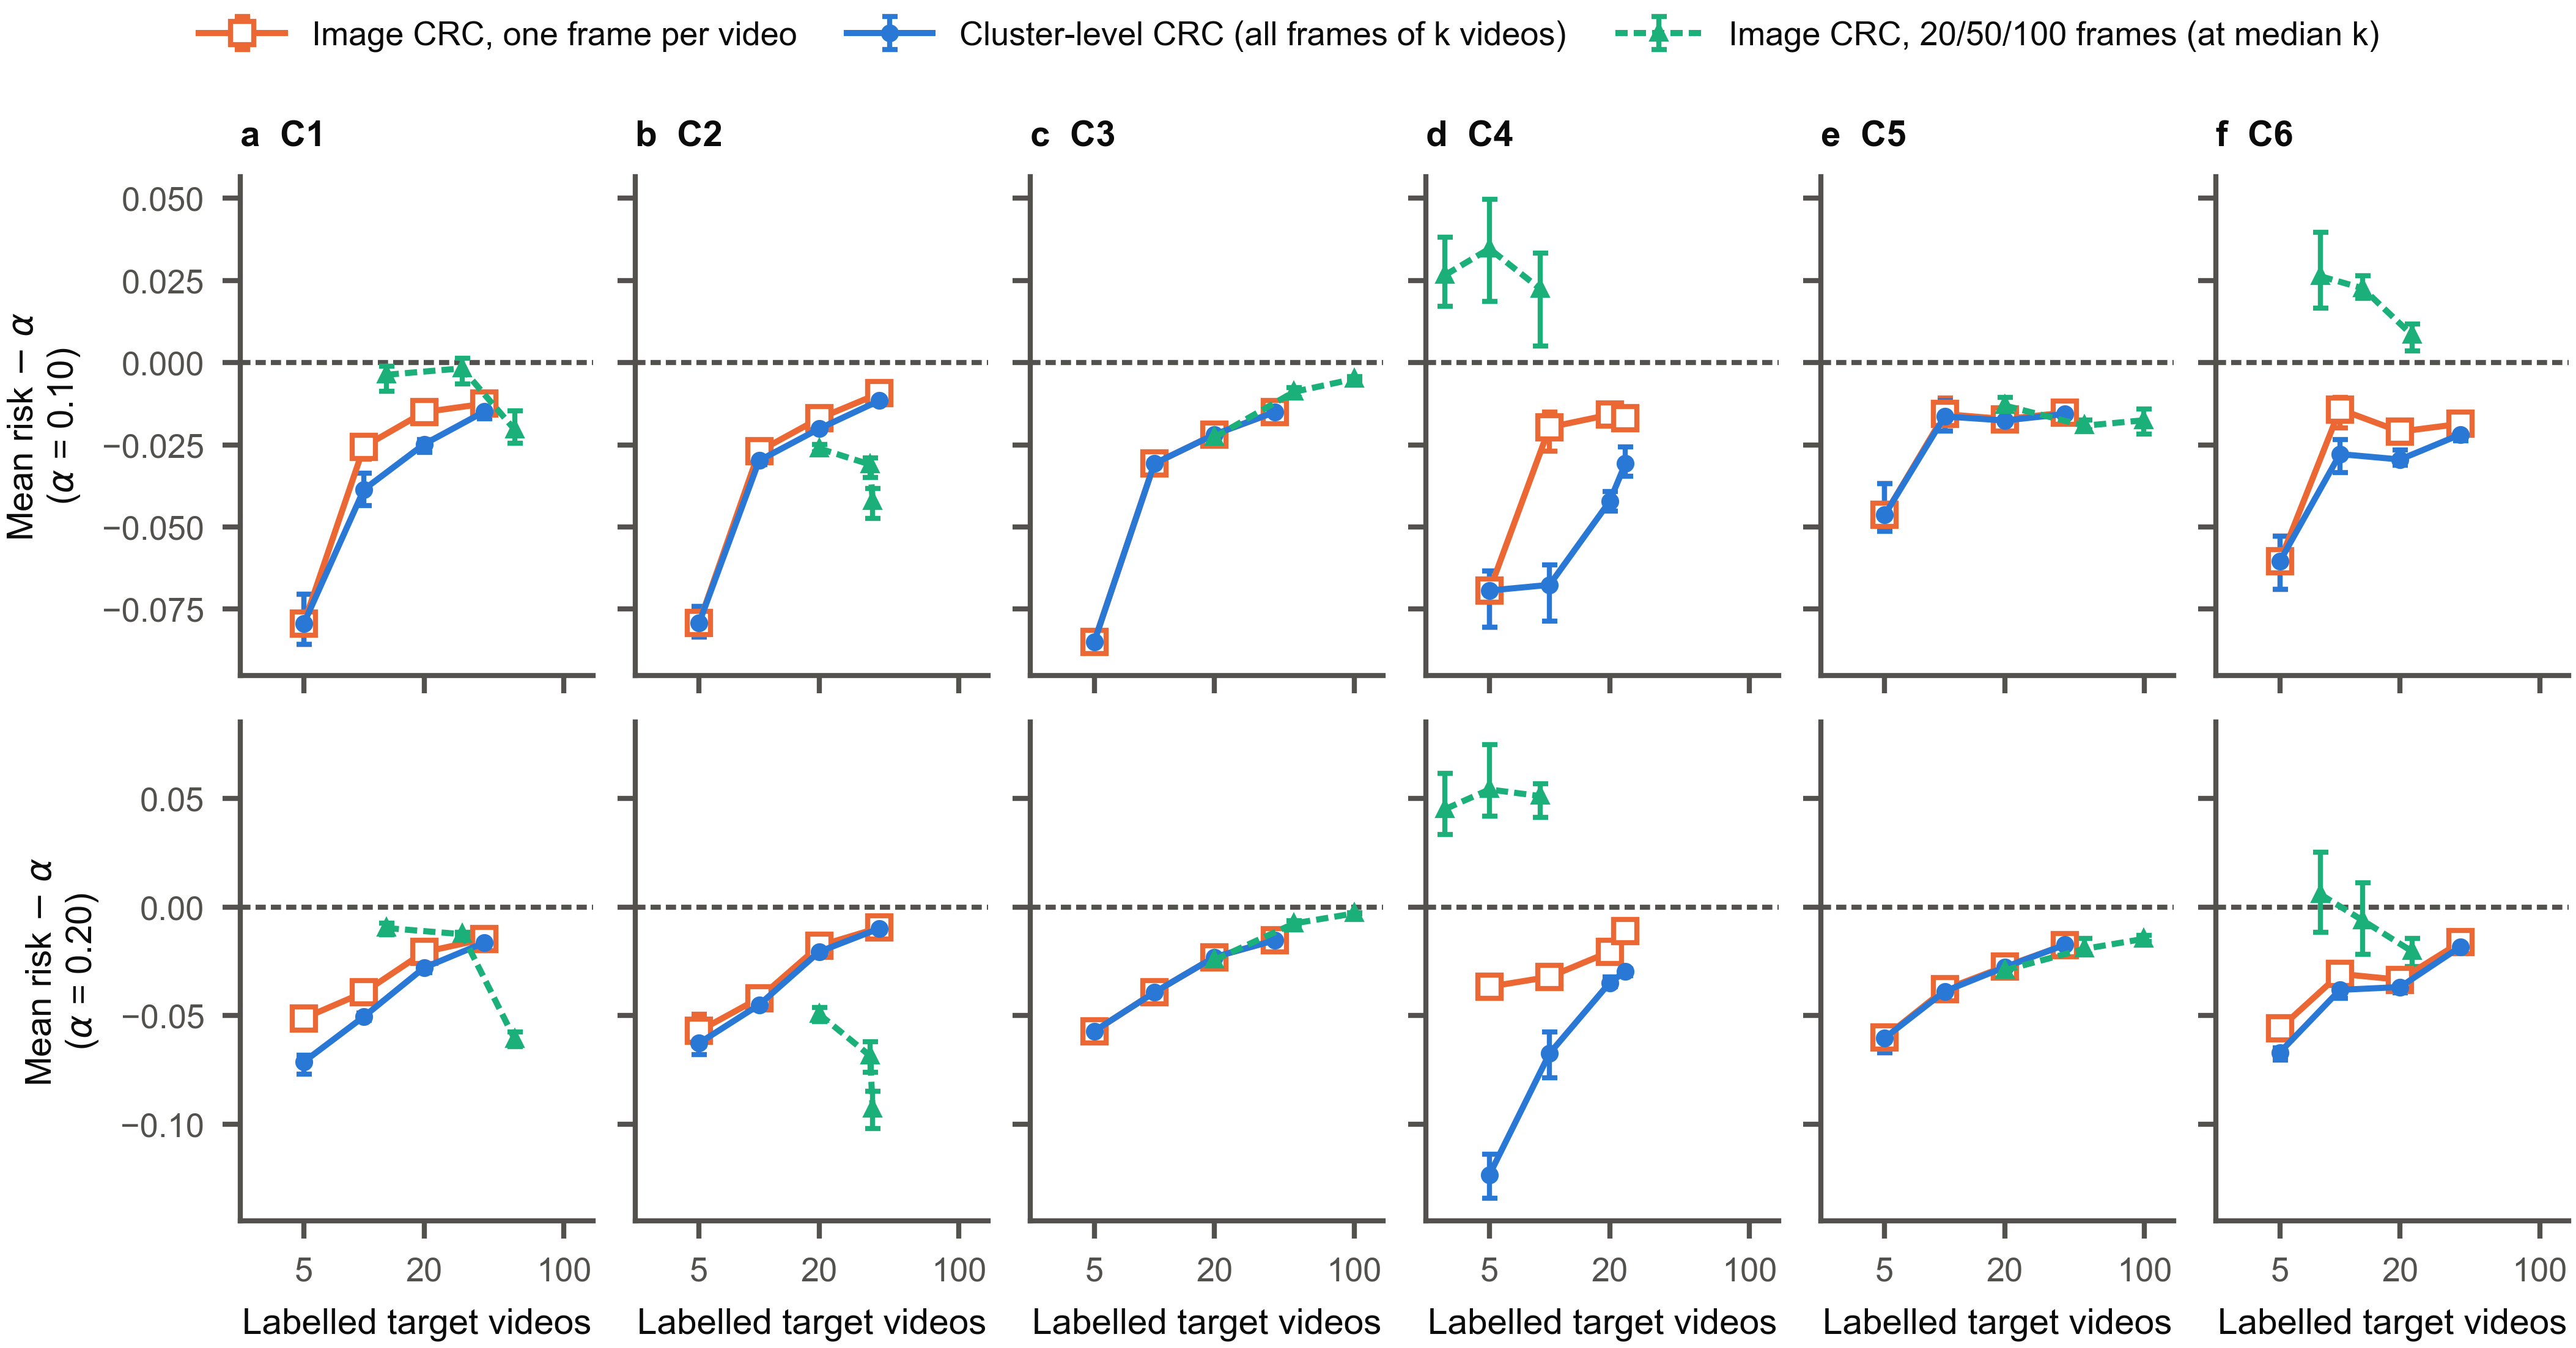 Image CRC, one frame per video
Cluster-level CRC (all frames of k videos)
Image CRC, 20/50/100 frames (at median k)
a C1
b C2
c C3
d C4
e C5
f C6
Mean risk − α
(α = 0.10)
0.050
0.025
0.000
−0.025
−0.050
−0.075
Mean risk − α
(α = 0.20)
0.05
0.00
−0.05
−0.10
5 20 100
5 20 100
5 20 100
5 20 100
5 20 100
5 20 100
Labelled target videos
Labelled target videos
Labelled target videos
Labelled target videos
Labelled target videos
Labelled target videos